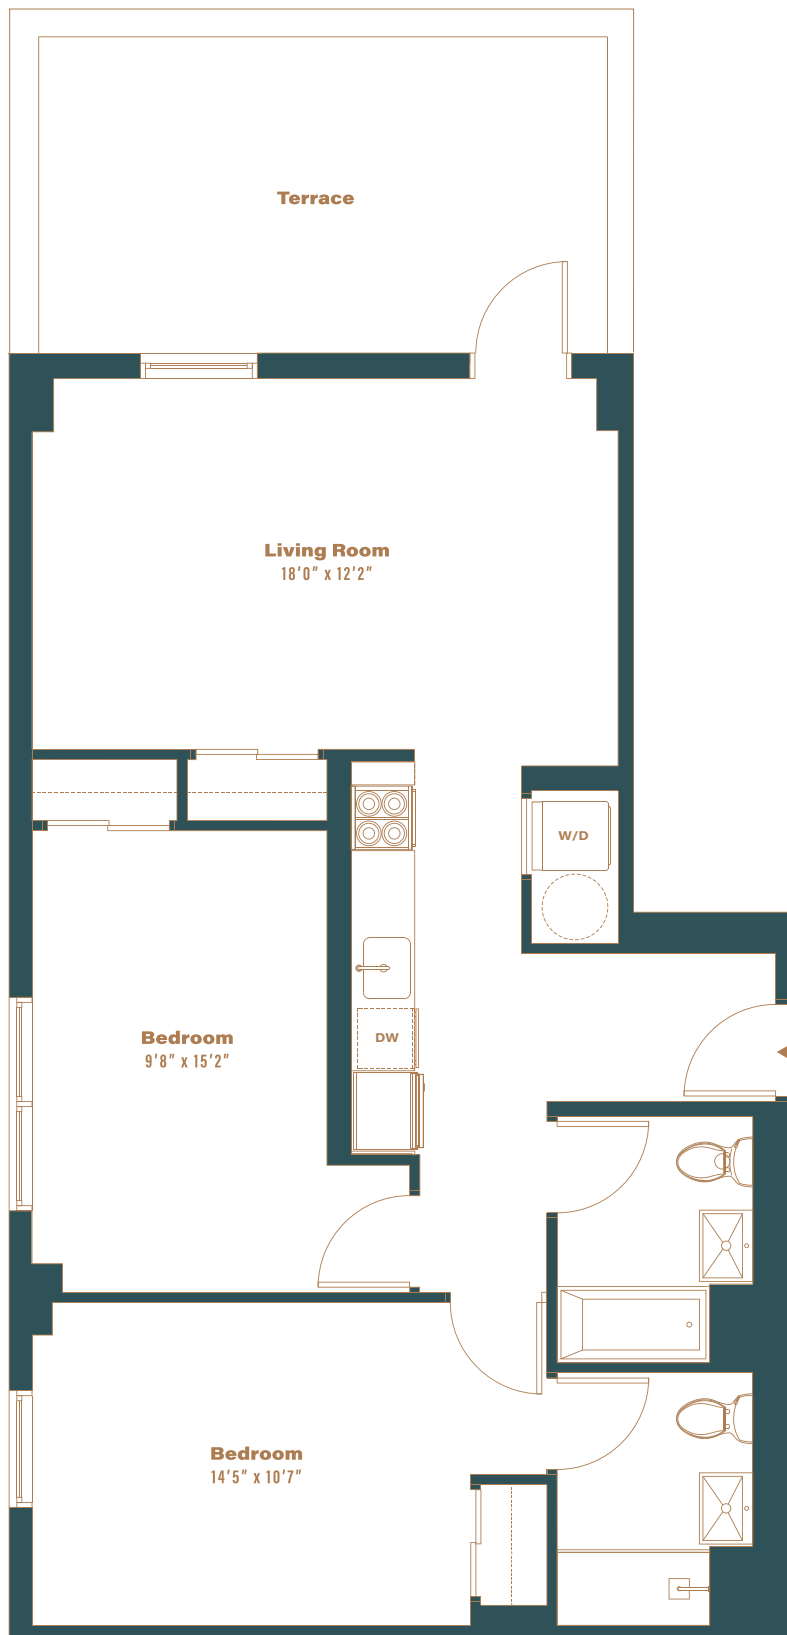 Terrace
Living Room
18'0" x 12'2"
W/D
Bedroom
9'8" x 15'2"
DW
Bedroom
14'5" x 10'7"